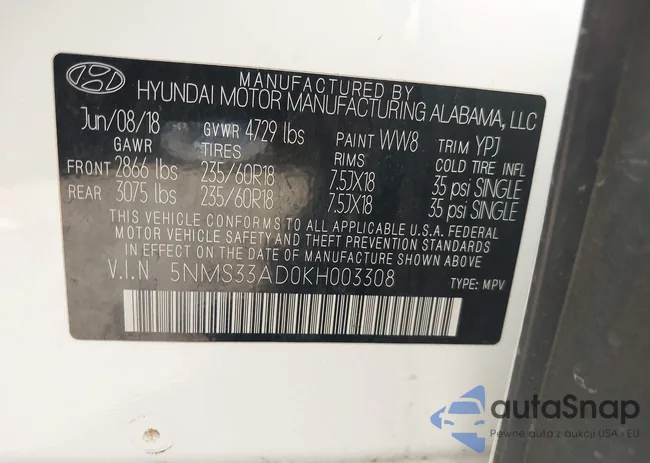 MANUFACTURED BY
HYUNDAI MOTOR MANUFACTURING ALABAMA, LLC
Jun/08/18 GVWR 4729 lbs PAINT WW8 TRIM YPJ
GAWR TIRES RIMS COLD TIRE INFL
FRONT 2866 lbs 235/60R18 7.5JX18 35 psi SINGLE
REAR 3075 lbs 235/60R18 7.5JX18 35 psi SINGLE
THIS VEHICLE CONFORMS TO ALL APPLICABLE U.S.A. FEDERAL
MOTOR VEHICLE SAFETY AND THEFT PREVENTION STANDARDS
IN EFFECT ON THE DATE OF MANUFACTURE SHOWN ABOVE
V.I.N. 5NMS33AD0KH003308 TYPE: MPV
autaSnap
Pewne auta z aukcji USA i EU